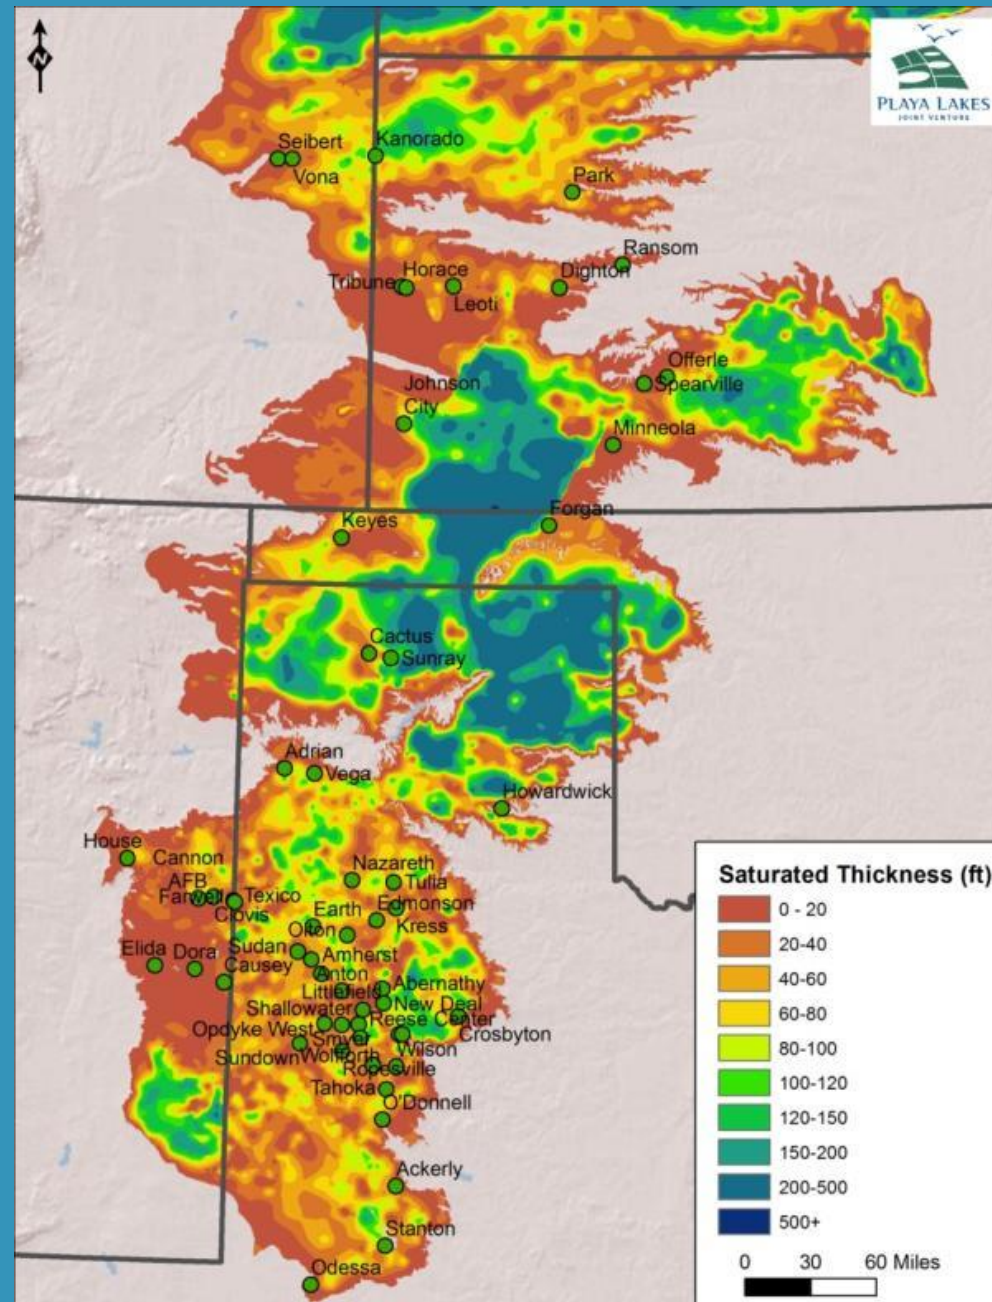 N
PLAYA LAKES
JOINT VENTURE
Seibert
Vona
Kanorado
Park
Ransom
Tribune
Horace
Leoti
Dighton
Johnson
City
Offerle
Spearville
Minneola
Keyes
Forgan
Cactus
Sunray
Adrian
Vega
Howardwick
House
Cannon
AFB
Farwell
Texico
Clovis
Nazareth
Tulia
Edmonson
Kress
Earth
Olton
Elida
Dora
Causey
Sudan
Amherst
Anton
Littlefield
Abernathy
New Deal
Shallowater
Reese Center
Crosbyton
Opdyke West
Smyer
Sundown
Wolfforth
Wilson
Ropesville
Tahoka
O'Donnell
Ackerly
Stanton
Odessa
Saturated Thickness (ft)
0 - 20
20-40
40-60
60-80
80-100
100-120
120-150
150-200
200-500
500+
0 30 60 Miles